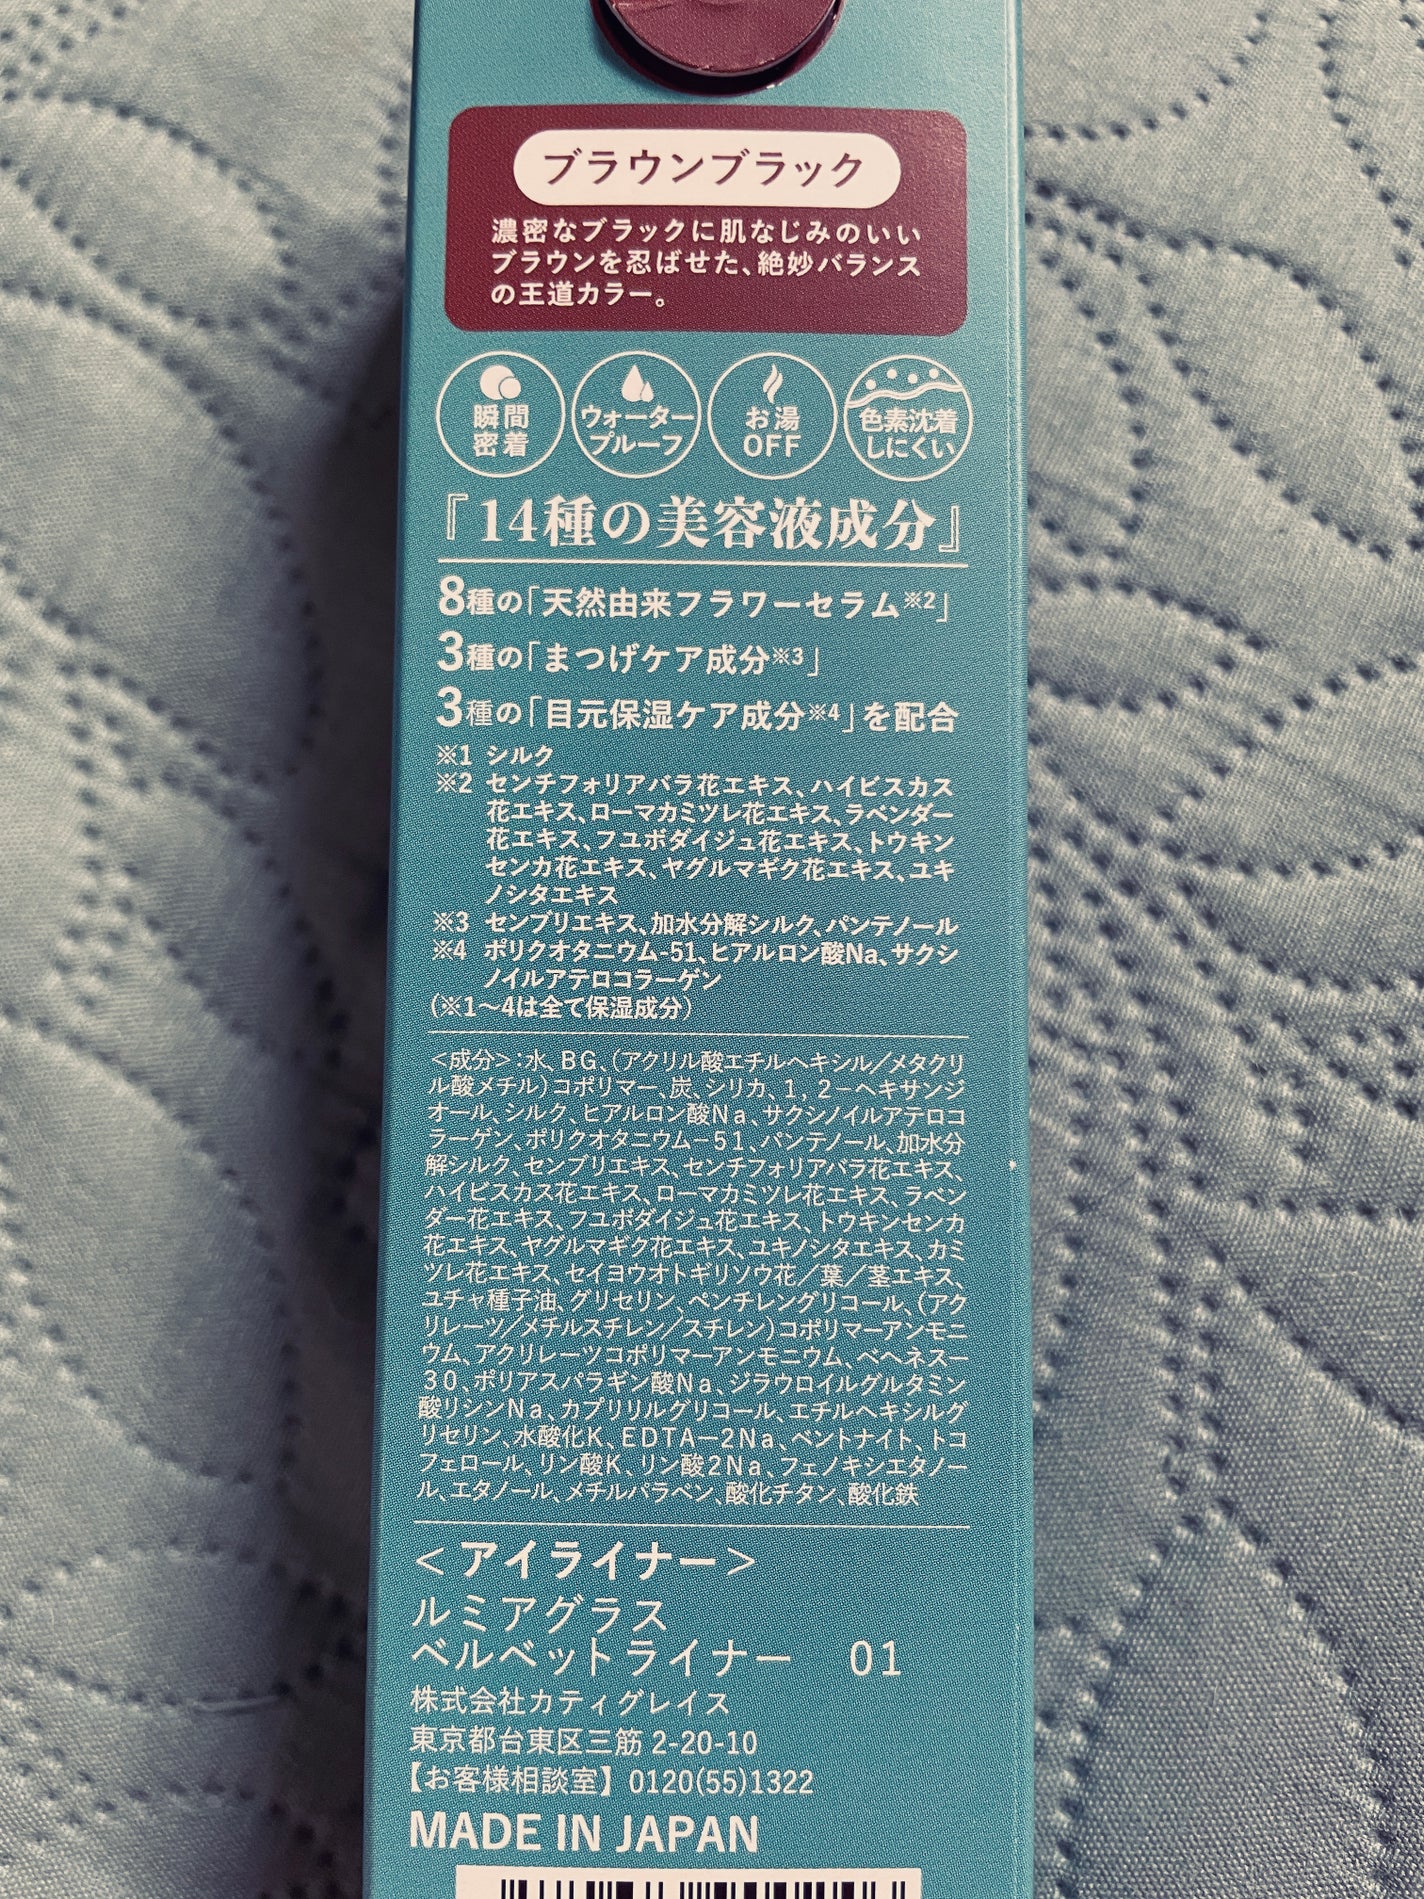 ブラウンブラック
濃密なブラックに肌なじみのいい
ブラウンを忍ばせた、絶妙バランス
の王道カラー。
瞬間
密着
ウォーター
プルーフ
お湯
OFF
色素沈着
しにくい
『14種の美容液成分』
8種の「天然由来フラワーセラム※2」
3種の「まつげケア成分※3」
3種の「目元保湿ケア成分※4」を配合
※1 シルク
※2 センチフォリアバラ花エキス、ハイビスカス
花エキス、ローマカミツレ花エキス、ラベンダー
花エキス、フユボダイジュ花エキス、トウキン
センカ花エキス、ヤグルマギク花エキス、ユキ
ノシタエキス
※3 センブリエキス、加水分解シルク、パンテノール
※4 ポリクオタニウム-51、ヒアルロン酸Na、サクシ
ノイルアテロコラーゲン
(※1〜4は全て保湿成分)
<成分>:水、BG、(アクリル酸エチルヘキシル/メタクリ
ル酸メチル)コポリマー、炭、シリカ、1,2-ヘキサンジ
オール、シルク、ヒアルロン酸Na、サクシノイルアテロコ
ラーゲン、ポリクオタニウム-51、パンテノール、加水分
解シルク、センブリエキス、センチフォリアバラ花エキス、
ハイビスカス花エキス、ローマカミツレ花エキス、ラベン
ダー花エキス、フユボダイジュ花エキス、トウキンセンカ
花エキス、ヤグルマギク花エキス、ユキノシタエキス、カミ
ツレ花エキス、セイヨウオトギリソウ花/葉/茎エキス、
ユチャ種子油、グリセリン、ペンチレングリコール、(アク
リレーツ/メチルスチレン/スチレン)コポリマーアンモニ
ウム、アクリレーツコポリマーアンモニウム、ベヘネス-
30、ポリアスパラギン酸Na、ジラウロイルグルタミン
酸リシンNa、カプリリルグリコール、エチルヘキシルグ
リセリン、水酸化K、EDTA-2Na、ベントナイト、トコ
フェロール、リン酸K、リン酸2Na、フェノキシエタノー
ル、エタノール、メチルパラベン、酸化チタン、酸化鉄
<アイライナー>
ルミアグラス
ベルベットライナー 01
株式会社カティグレイス
東京都台東区三筋 2-20-10
【お客様相談室】 0120(55)1322
MADE IN JAPAN